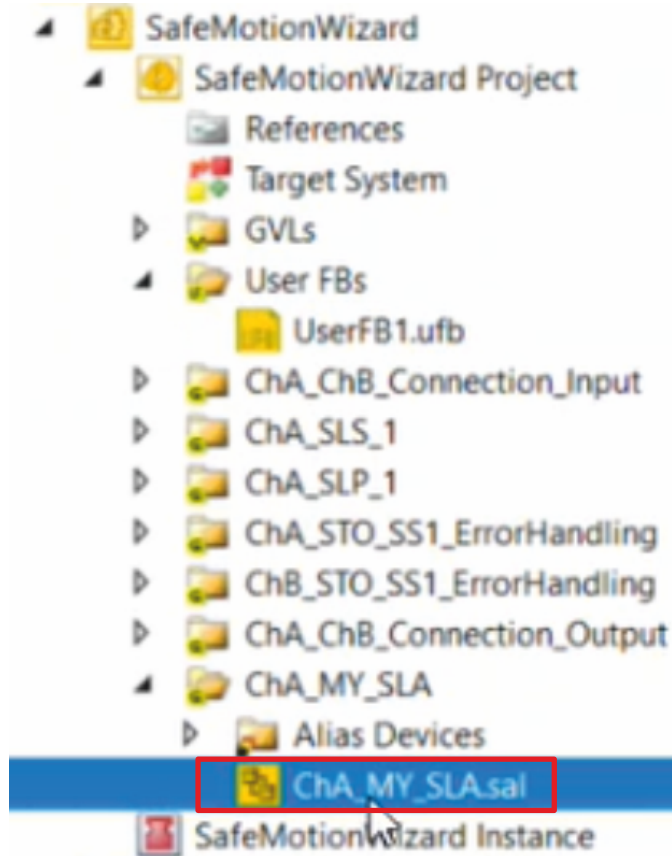 SafeMotionWizard
SafeMotionWizard Project
References
Target System
GVLs
User FBs
UserFB1.ufb
ChA_ChB_Connection_Input
ChA_SLS_1
ChA_SLP_1
ChA_STO_SS1_ErrorHandling
ChB_STO_SS1_ErrorHandling
ChA_ChB_Connection_Output
ChA_MY_SLA
Alias Devices
ChA_MY_SLA.sal
SafeMotionWizard Instance